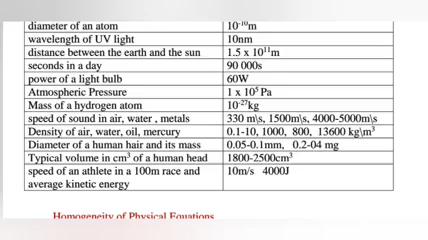 diameter of an atom 10⁻¹⁰m
wavelength of UV light 10nm
distance between the earth and the sun 1.5 x 10¹¹m
seconds in a day 90 000s
power of a light bulb 60W
Atmospheric Pressure 1 x 10⁵ Pa
Mass of a hydrogen atom 10⁻²⁷kg
speed of sound in air, water , metals 330 m\s, 1500m\s, 4000-5000m\s
Density of air, water, oil, mercury 0.1-10, 1000, 800, 13600 kg\m³
Diameter of a human hair and its mass 0.05-0.1mm, 0.2-04 mg
Typical volume in cm³ of a human head 1800-2500cm³
speed of an athlete in a 100m race and 10m/s 4000J
average kinetic energy
Homogeneity of Physical Equations